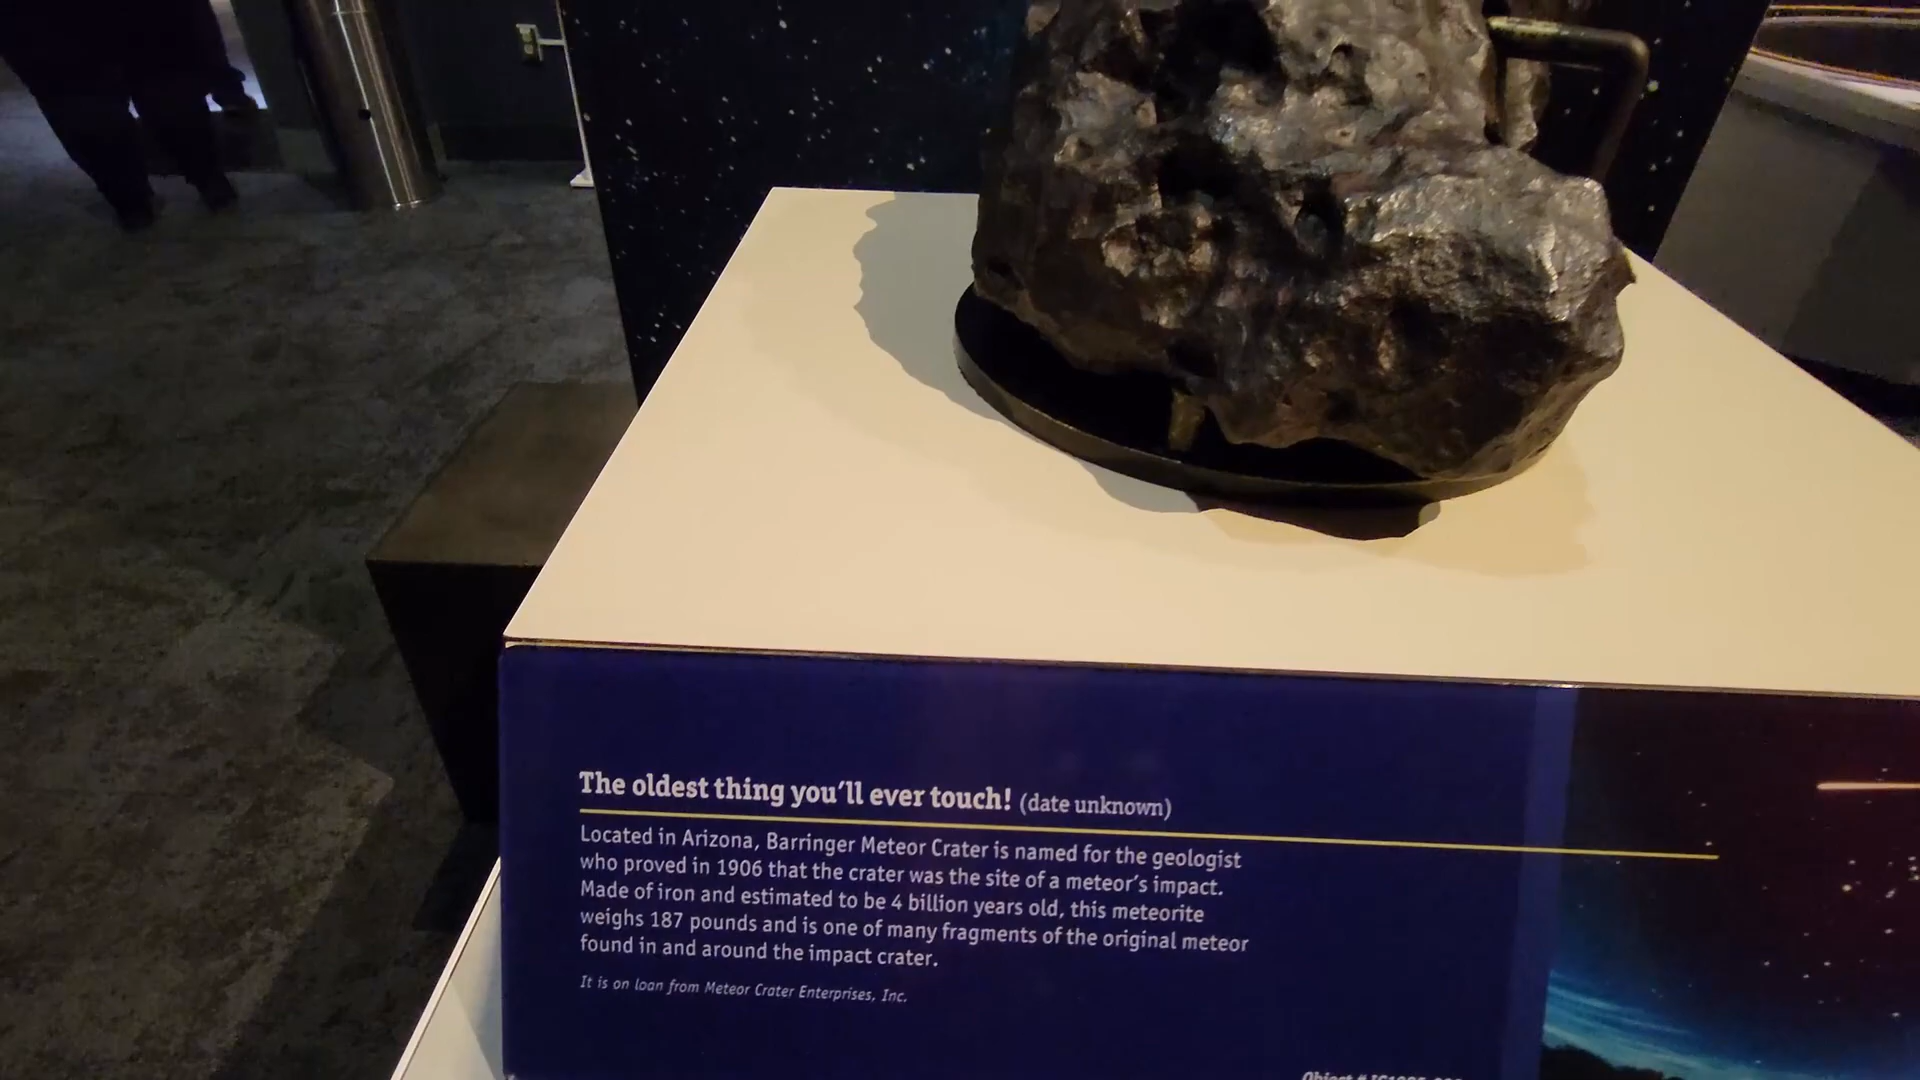 The oldest thing you'll ever touch! (date unknown)
Located in Arizona, Barringer Meteor Crater is named for the geologist
who proved in 1906 that the crater was the site of a meteor's impact.
Made of iron and estimated to be 4 billion years old, this meteorite
weighs 187 pounds and is one of many fragments of the original meteor
found in and around the impact crater.
It is on loan from Meteor Crater Enterprises, Inc.
Object #